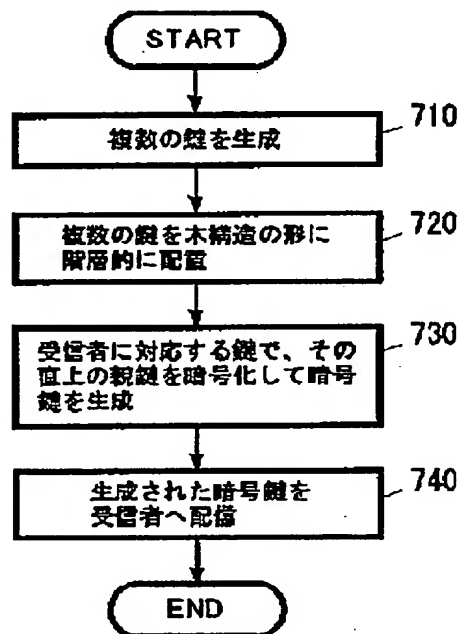 START
710
複数の鍵を生成
720
複数の鍵を木構造の形に
階層的に配置
730
受信者に対応する鍵で、その
直上の親鍵を暗号化して暗号
鍵を生成
740
生成された暗号鍵を
受信者へ配信
END